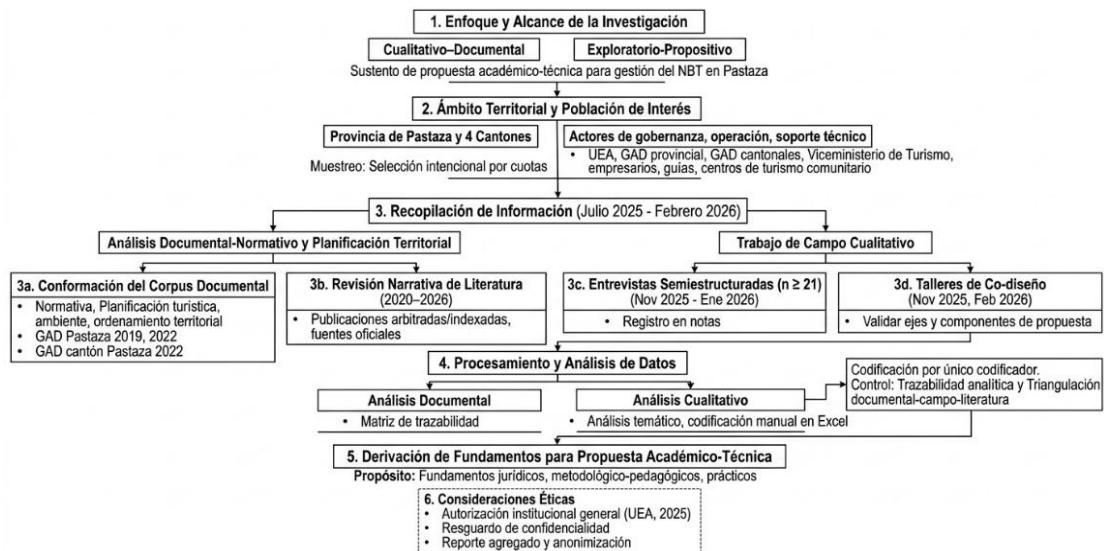 1. Enfoque y Alcance de la Investigación
Cualitativo–Documental
Exploratorio-Propositivo
Sustento de propuesta académico-técnica para gestión del NBT en Pastaza
2. Ámbito Territorial y Población de Interés
Provincia de Pastaza y 4 Cantones
Muestreo: Selección intencional por cuotas
Actores de gobernanza, operación, soporte técnico
• UEA, GAD provincial, GAD cantonales, Viceministerio de Turismo,
empresarios, guías, centros de turismo comunitario
3. Recopilación de Información (Julio 2025 - Febrero 2026)
Análisis Documental-Normativo y Planificación Territorial
Trabajo de Campo Cualitativo
3a. Conformación del Corpus Documental
• Normativa, Planificación turística,
ambiente, ordenamiento territorial
• GAD Pastaza 2019, 2022
• GAD cantón Pastaza 2022
3b. Revisión Narrativa de Literatura
(2020–2026)
• Publicaciones arbitradas/indexadas,
fuentes oficiales
3c. Entrevistas Semiestructuradas (n ≥ 21)
(Nov 2025 - Ene 2026)
• Registro en notas
3d. Talleres de Co-diseño
(Nov 2025, Feb 2026)
• Validar ejes y componentes de propuesta
4. Procesamiento y Análisis de Datos
Análisis Documental
• Matriz de trazabilidad
Análisis Cualitativo
• Análisis temático, codificación manual en Excel
Codificación por único codificador.
Control: Trazabilidad analítica y Triangulación
documental-campo-literatura
5. Derivación de Fundamentos para Propuesta Académico-Técnica
Propósito: Fundamentos jurídicos, metodológico-pedagógicos, prácticos
6. Consideraciones Éticas
• Autorización institucional general (UEA, 2025)
• Resguardo de confidencialidad
• Reporte agregado y anonimización